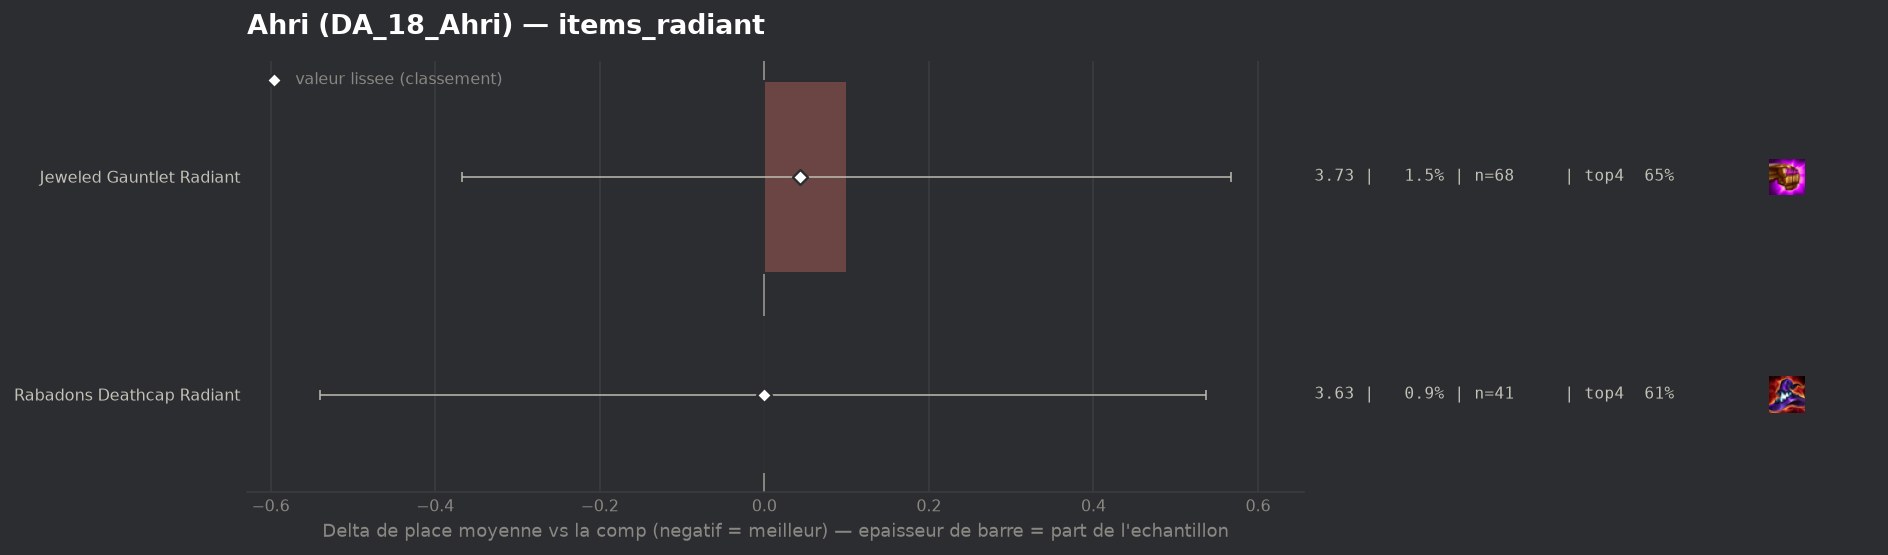 Ahri (DA_18_Ahri) — items_radiant
valeur lissee (classement)
Jeweled Gauntlet Radiant
3.73 |   1.5% | n=68     | top4  65%
Rabadons Deathcap Radiant
3.63 |   0.9% | n=41     | top4  61%
−0.6 −0.4 −0.2 0.0 0.2 0.4 0.6
Delta de place moyenne vs la comp (negatif = meilleur) — epaisseur de barre = part de l'echantillon